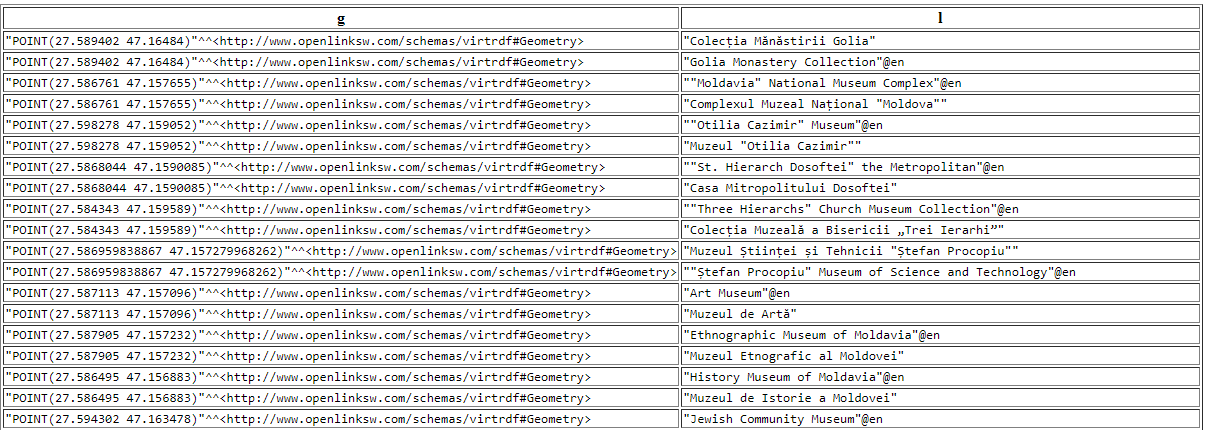 g l
"POINT(27.589402 47.16484)"^^<http://www.openlinksw.com/schemas/virtrdf#Geometry> "Colecția Mănăstirii Golia"
"POINT(27.589402 47.16484)"^^<http://www.openlinksw.com/schemas/virtrdf#Geometry> "Golia Monastery Collection"@en
"POINT(27.586761 47.157655)"^^<http://www.openlinksw.com/schemas/virtrdf#Geometry> ""Moldavia" National Museum Complex"@en
"POINT(27.586761 47.157655)"^^<http://www.openlinksw.com/schemas/virtrdf#Geometry> "Complexul Muzeal Național "Moldova""
"POINT(27.598278 47.159052)"^^<http://www.openlinksw.com/schemas/virtrdf#Geometry> ""Otilia Cazimir" Museum"@en
"POINT(27.598278 47.159052)"^^<http://www.openlinksw.com/schemas/virtrdf#Geometry> "Muzeul "Otilia Cazimir""
"POINT(27.5868044 47.1590085)"^^<http://www.openlinksw.com/schemas/virtrdf#Geometry> ""St. Hierarch Dosoftei" the Metropolitan"@en
"POINT(27.5868044 47.1590085)"^^<http://www.openlinksw.com/schemas/virtrdf#Geometry> "Casa Mitropolitului Dosoftei"
"POINT(27.584343 47.159589)"^^<http://www.openlinksw.com/schemas/virtrdf#Geometry> ""Three Hierarchs" Church Museum Collection"@en
"POINT(27.584343 47.159589)"^^<http://www.openlinksw.com/schemas/virtrdf#Geometry> "Colecția Muzeală a Bisericii „Trei Ierarhi”"
"POINT(27.586959838867 47.157279968262)"^^<http://www.openlinksw.com/schemas/virtrdf#Geometry> "Muzeul Științei și Tehnicii "Ștefan Procopiu""
"POINT(27.586959838867 47.157279968262)"^^<http://www.openlinksw.com/schemas/virtrdf#Geometry> ""Ștefan Procopiu" Museum of Science and Technology"@en
"POINT(27.587113 47.157096)"^^<http://www.openlinksw.com/schemas/virtrdf#Geometry> "Art Museum"@en
"POINT(27.587113 47.157096)"^^<http://www.openlinksw.com/schemas/virtrdf#Geometry> "Muzeul de Artă"
"POINT(27.587905 47.157232)"^^<http://www.openlinksw.com/schemas/virtrdf#Geometry> "Ethnographic Museum of Moldavia"@en
"POINT(27.587905 47.157232)"^^<http://www.openlinksw.com/schemas/virtrdf#Geometry> "Muzeul Etnografic al Moldovei"
"POINT(27.586495 47.156883)"^^<http://www.openlinksw.com/schemas/virtrdf#Geometry> "History Museum of Moldavia"@en
"POINT(27.586495 47.156883)"^^<http://www.openlinksw.com/schemas/virtrdf#Geometry> "Muzeul de Istorie a Moldovei"
"POINT(27.594302 47.163478)"^^<http://www.openlinksw.com/schemas/virtrdf#Geometry> "Jewish Community Museum"@en